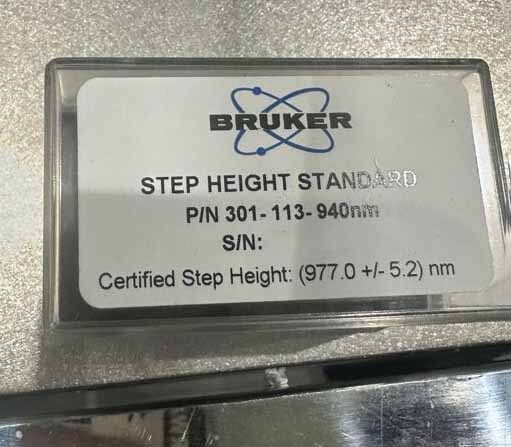 BRUKER
STEP HEIGHT STANDARD
P/N 301-113-940nm
S/N:
Certified Step Height: (977.0 +/- 5.2) nm